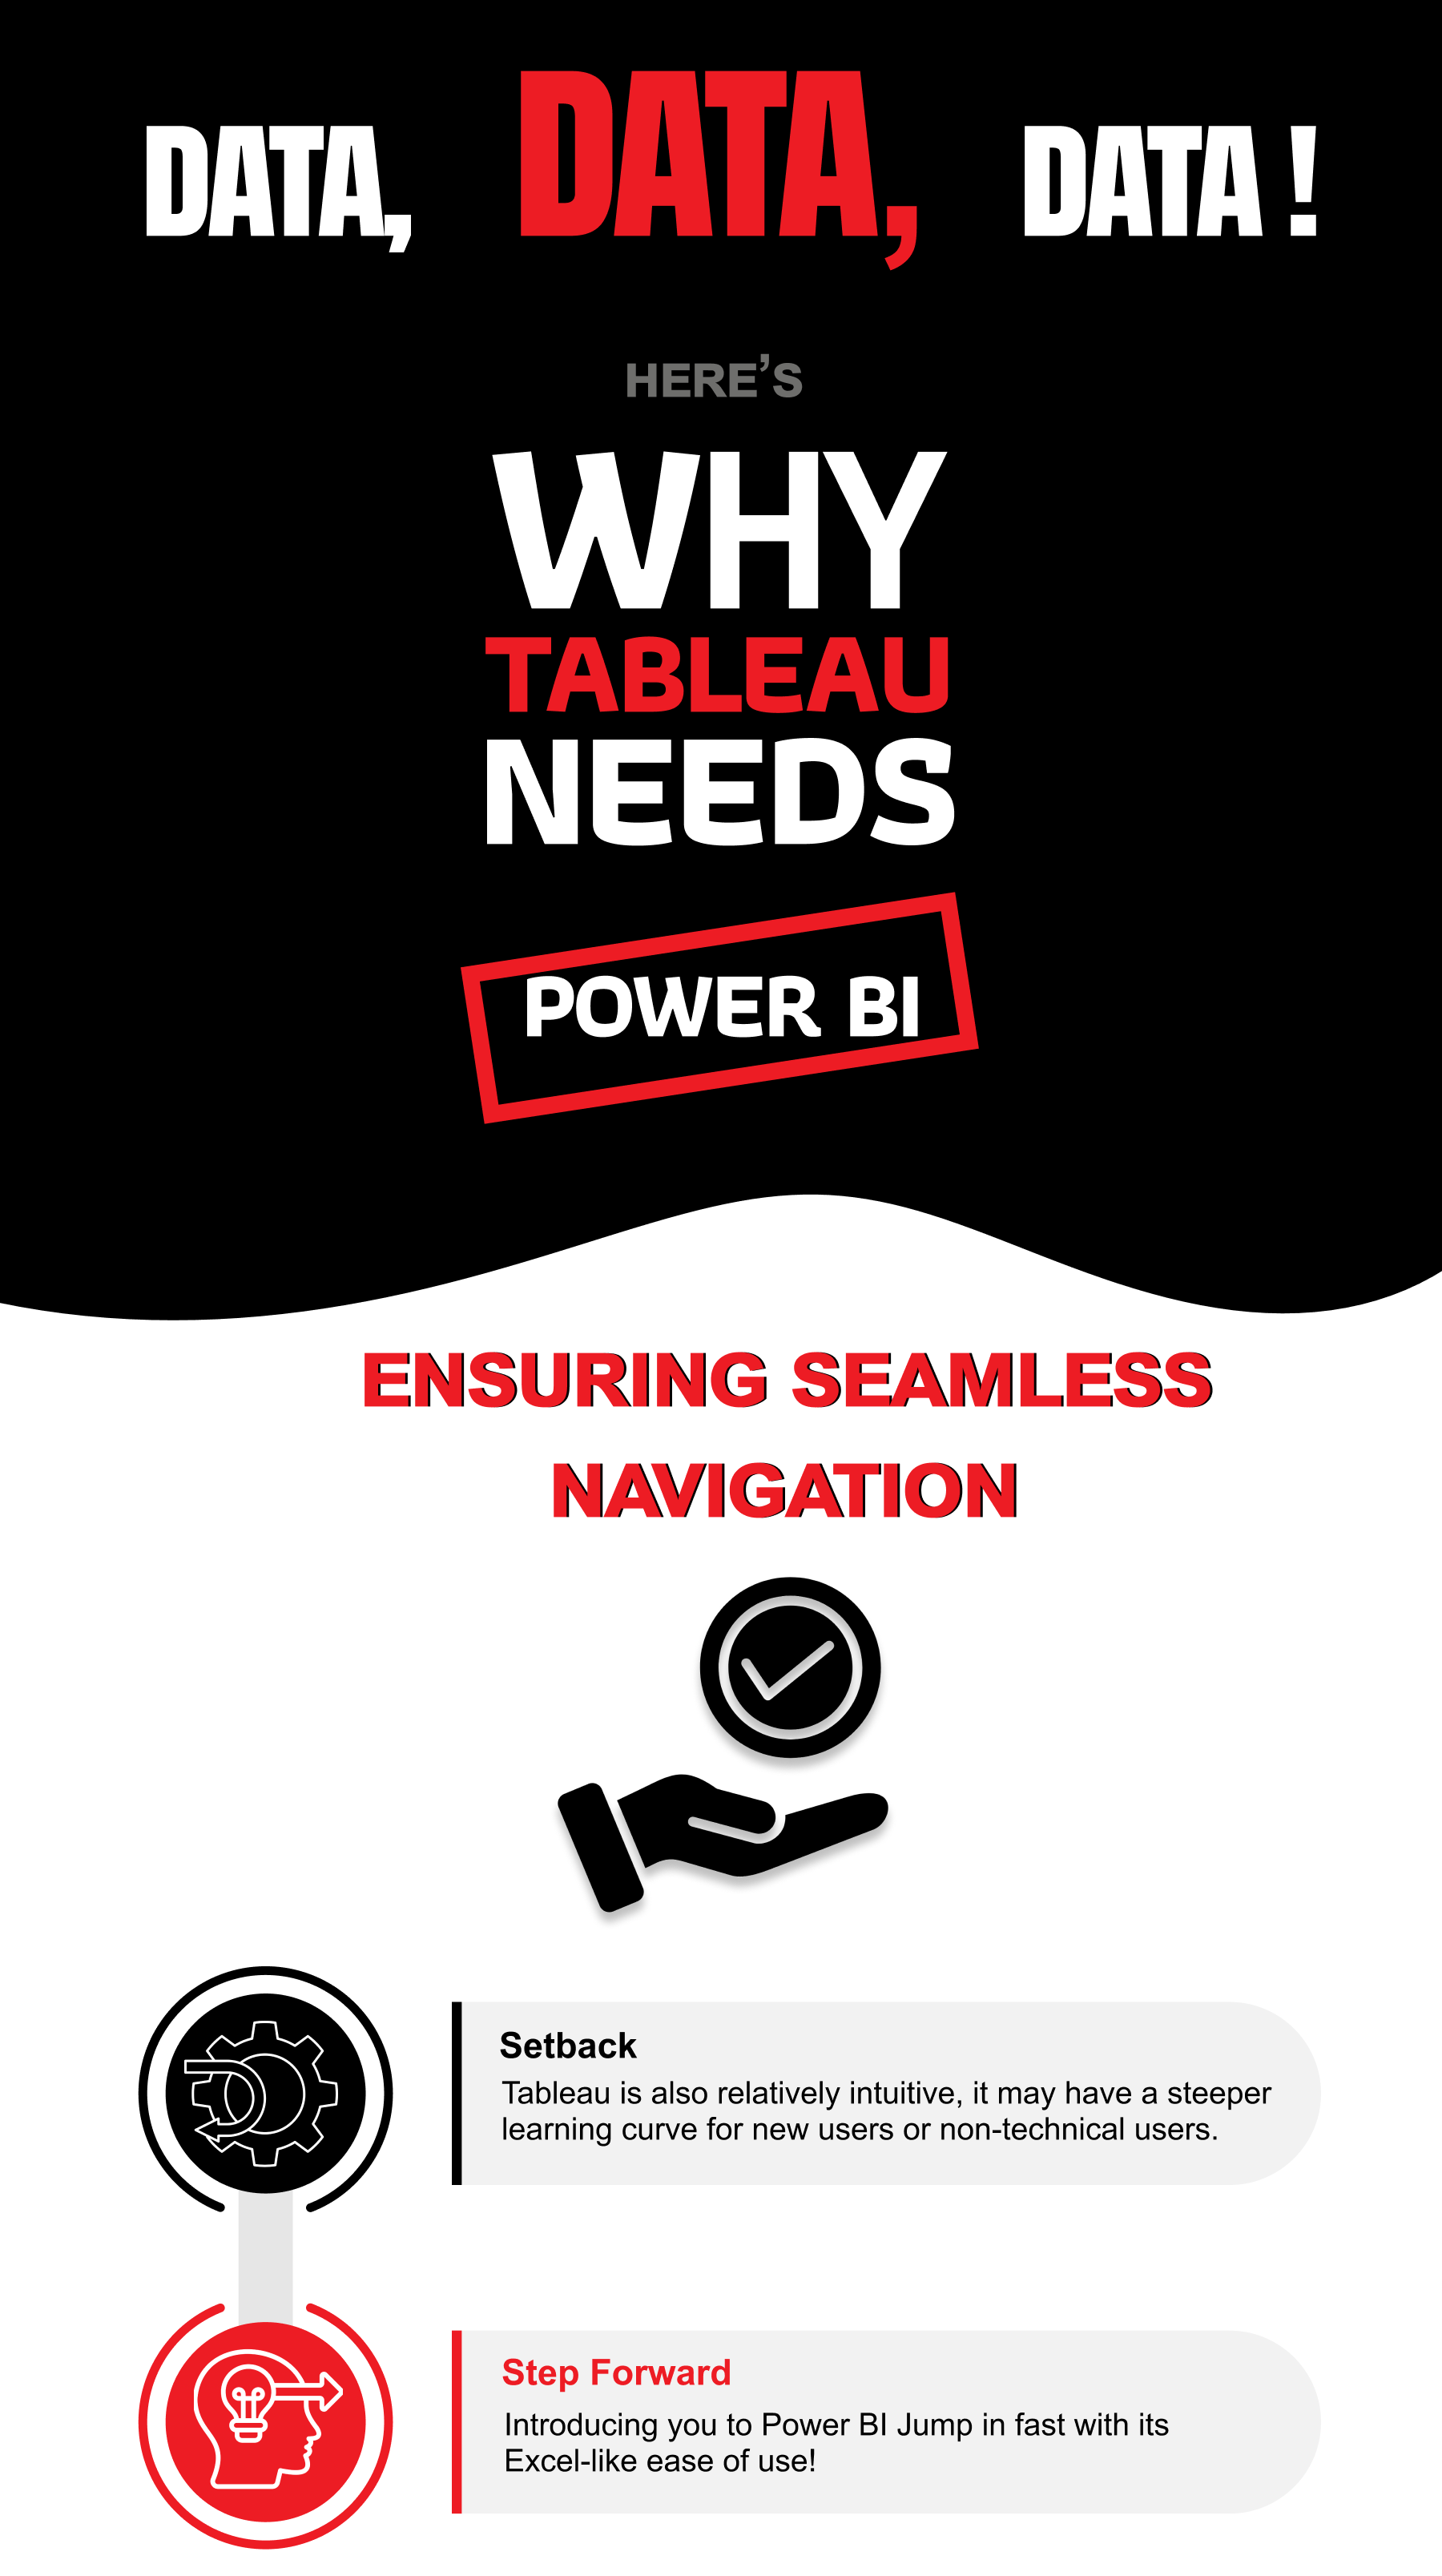 DATA, DATA, DATA !
HERE’S
WHY
TABLEAU
NEEDS
POWER BI
ENSURING SEAMLESS
NAVIGATION
Setback
Tableau is also relatively intuitive, it may have a steeper
learning curve for new users or non-technical users.
Step Forward
Introducing you to Power BI Jump in fast with its
Excel-like ease of use!